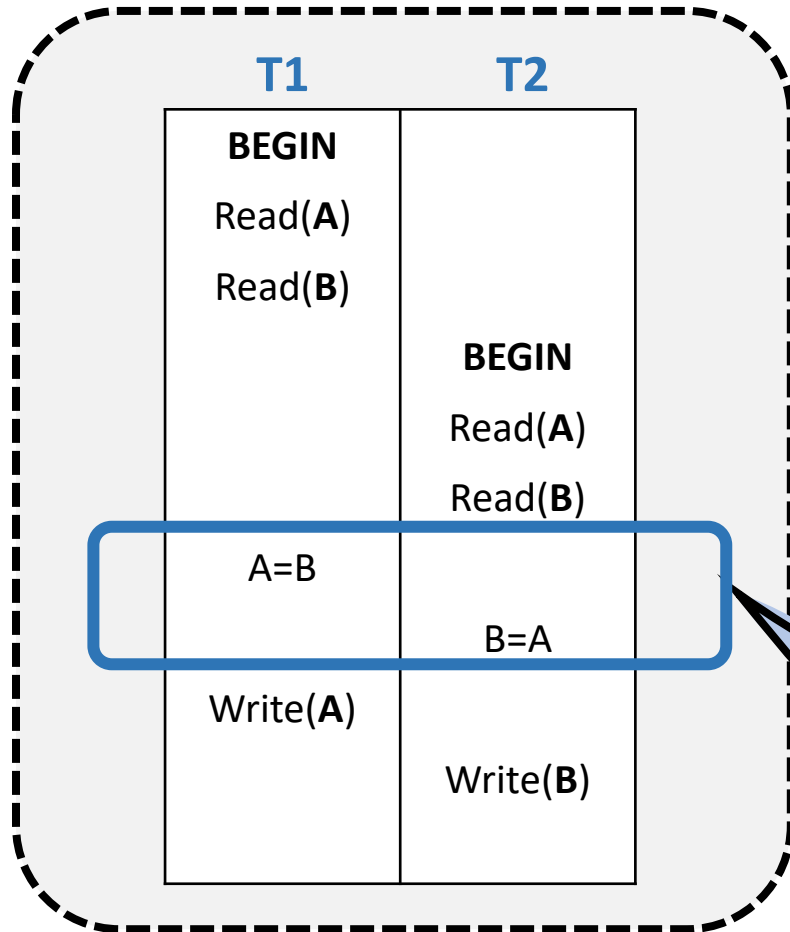 T1 T2
BEGIN
Read(A)
Read(B)
BEGIN
Read(A)
Read(B)
A=B
B=A
Write(A)
Write(B)